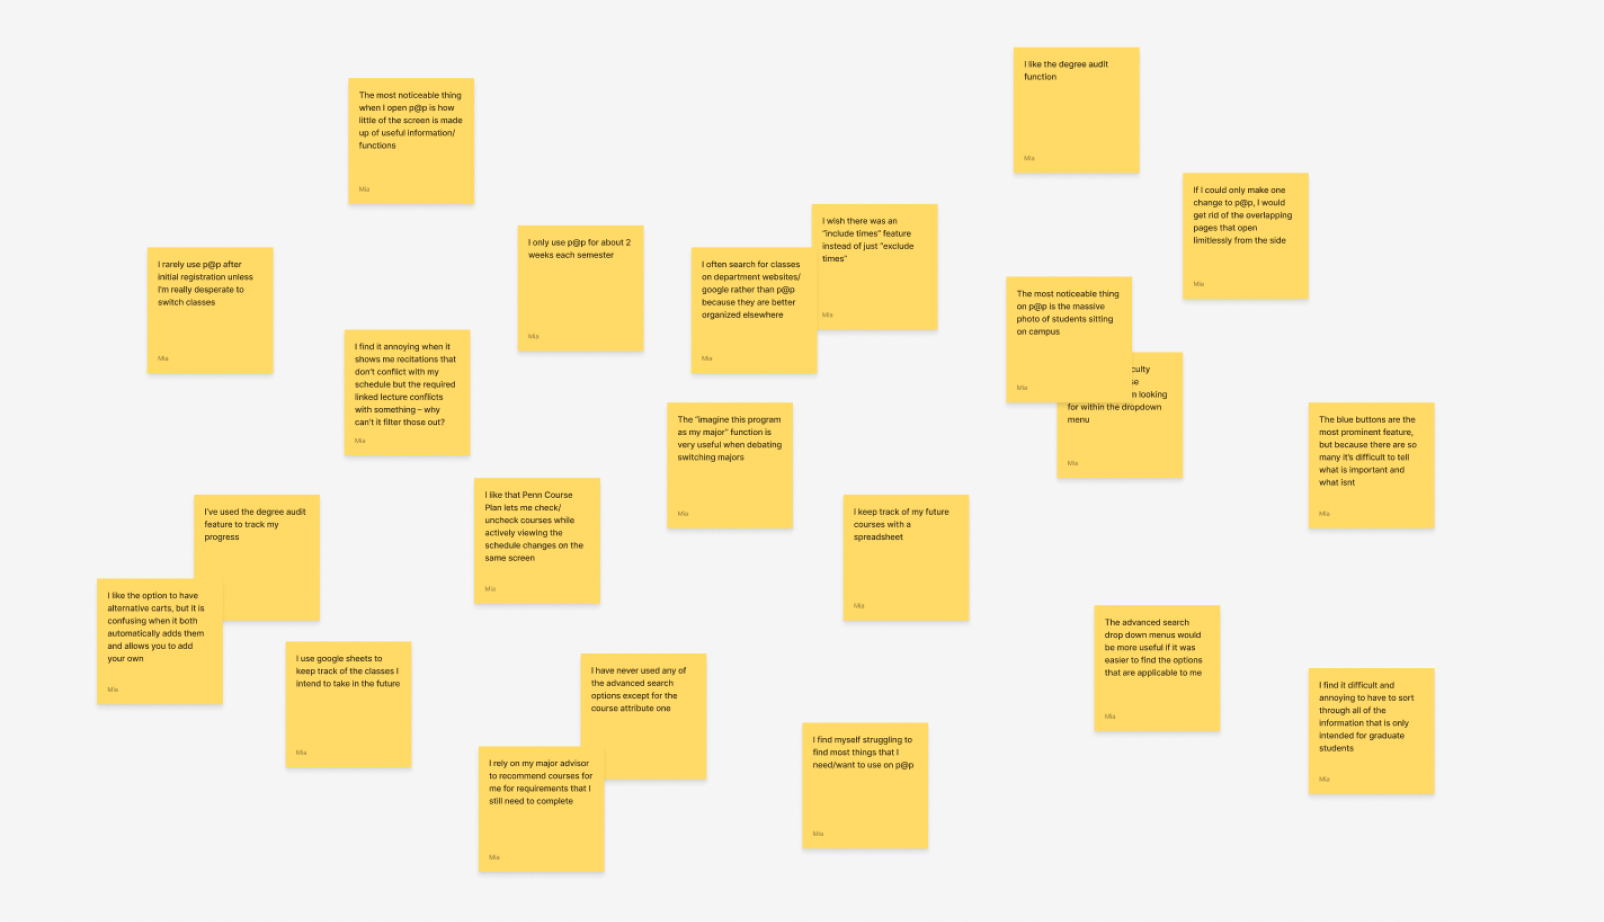 The most noticeable thing
when I open p@p is how
little of the screen is made
up of useful information/
functions
Mia
I like the degree audit
function
Mia
If I could only make one
change to p@p, I would
get rid of the overlapping
pages that open
limitlessly from the side
Mia
I rarely use p@p after
initial registration unless
I'm really desperate to
switch classes
Mia
I only use p@p for about 2
weeks each semester
Mia
I often search for classes
on department websites/
google rather than p@p
because they are better
organized elsewhere
Mia
I wish there was an
"include times" feature
instead of just "exclude
times"
Mia
The most noticeable thing
on p@p is the massive
photo of students sitting
on campus
Mia
culty
se
m looking
for within the dropdown
menu
Mia
I find it annoying when it
shows me recitations that
don't conflict with my
schedule but the required
linked lecture conflicts
with something – why
can't it filter those out?
Mia
The "imagine this program
as my major" function is
very useful when debating
switching majors
Mia
The blue buttons are the
most prominent feature,
but because there are so
many it's difficult to tell
what is important and
what isnt
Mia
I've used the degree audit
feature to track my
progress
I like that Penn Course
Plan lets me check/
uncheck courses while
actively viewing the
schedule changes on the
same screen
Mia
I keep track of my future
courses with a
spreadsheet
Mia
I like the option to have
alternative carts, but it is
confusing when it both
automatically adds them
and allows you to add
your own
Mia
I use google sheets to
keep track of the classes I
intend to take in the future
Mia
I have never used any of
the advanced search
options except for the
course attribute one
The advanced search
drop down menus would
be more useful if it was
easier to find the options
that are applicable to me
Mia
I find it difficult and
annoying to have to sort
through all of the
information that is only
intended for graduate
students
Mia
I rely on my major advisor
to recommend courses for
me for requirements that I
still need to complete
Mia
I find myself struggling to
find most things that I
need/want to use on p@p
Mia